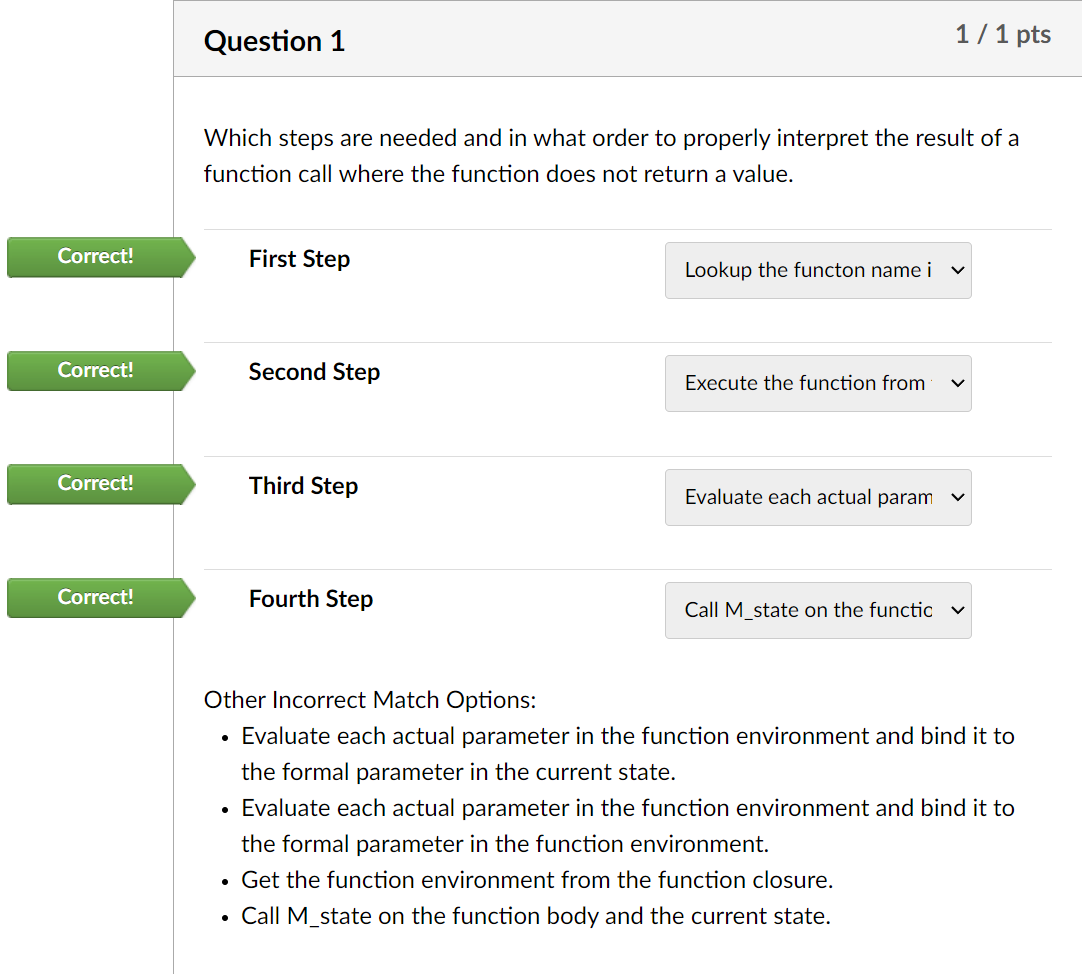 Question 1
1 / 1 pts
Which steps are needed and in what order to properly interpret the result of a
function call where the function does not return a value.
Correct!
First Step
Lookup the functon name i
Correct!
Second Step
Execute the function from
Correct!
Third Step
Evaluate each actual param
Correct!
Fourth Step
Call M_state on the functic
Other Incorrect Match Options:
• Evaluate each actual parameter in the function environment and bind it to
the formal parameter in the current state.
• Evaluate each actual parameter in the function environment and bind it to
the formal parameter in the function environment.
• Get the function environment from the function closure.
• Call M_state on the function body and the current state.